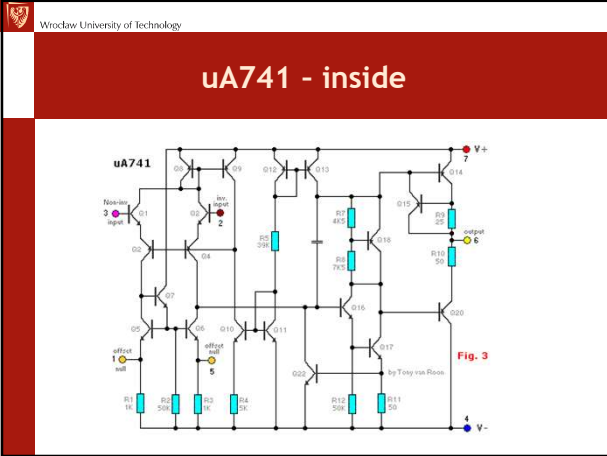 Wrocław University of Technology
uA741 - inside
uA741
V+
7
Q8
Q9
Q12
Q13
Q14
Q15
Non-inv
3
input
Q1
Q2
inv.
input
2
R7
4K5
R9
25
output
6
R5
39K
Q18
Q2
Q4
R8
7K5
R10
50
Q7
Q16
Q20
Q5
Q6
Q10
Q11
Q17
offset
1
null
offset
null
5
Fig. 3
Q22
by Tony van Roon
R1
1K
R2
50K
R3
1K
R4
5K
R12
50K
R11
50
4
V-